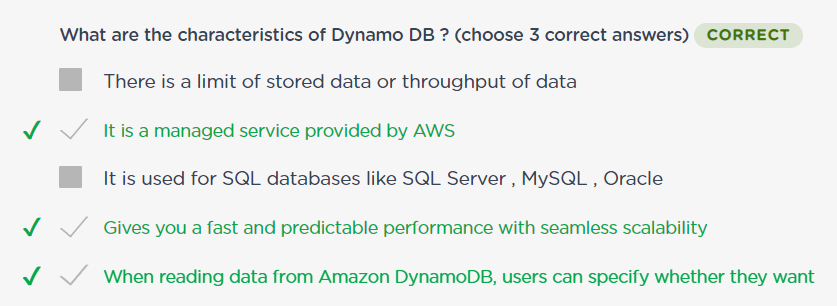 What are the characteristics of Dynamo DB ? (choose 3 correct answers) CORRECT
There is a limit of stored data or throughput of data
It is a managed service provided by AWS
It is used for SQL databases like SQL Server , MySQL , Oracle
Gives you a fast and predictable performance with seamless scalability
When reading data from Amazon DynamoDB, users can specify whether they want